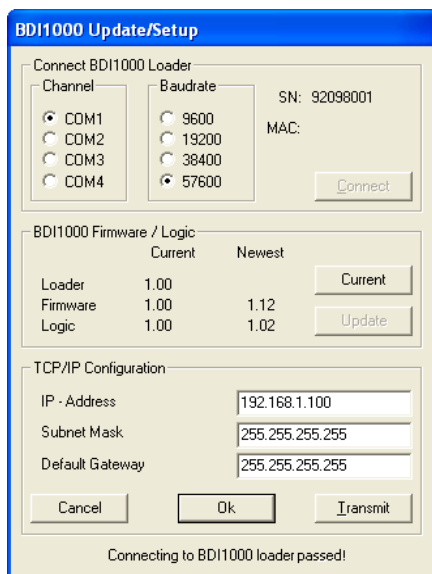 BDI1000 Update/Setup
Connect BDI1000 Loader
Channel
COM1
COM2
COM3
COM4
Baudrate
9600
19200
38400
57600
SN: 92098001
MAC:
Connect
BDI1000 Firmware / Logic
Current Newest
Loader 1.00
Firmware 1.00 1.12
Logic 1.00 1.02
Current
Update
TCP/IP Configuration
IP - Address 192.168.1.100
Subnet Mask 255.255.255.255
Default Gateway 255.255.255.255
Cancel Ok Transmit
Connecting to BDI1000 loader passed!